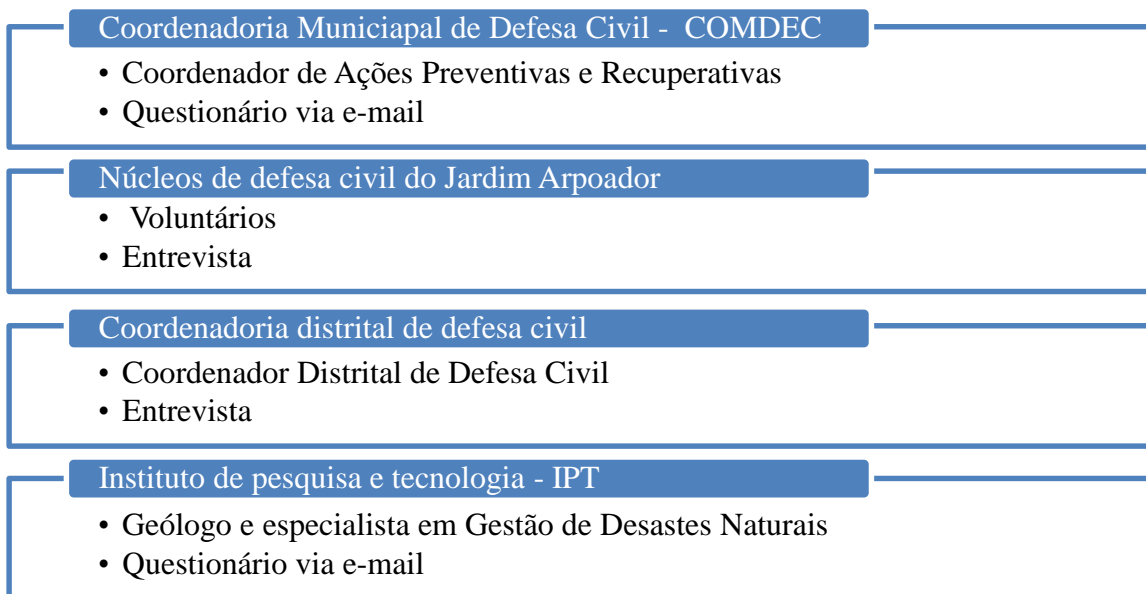 Coordenadoria Municiapal de Defesa Civil - COMDEC
• Coordenador de Ações Preventivas e Recuperativas
• Questionário via e-mail
Núcleos de defesa civil do Jardim Arpoador
• Voluntários
• Entrevista
Coordenadoria distrital de defesa civil
• Coordenador Distrital de Defesa Civil
• Entrevista
Instituto de pesquisa e tecnologia - IPT
• Geólogo e especialista em Gestão de Desastes Naturais
• Questionário via e-mail